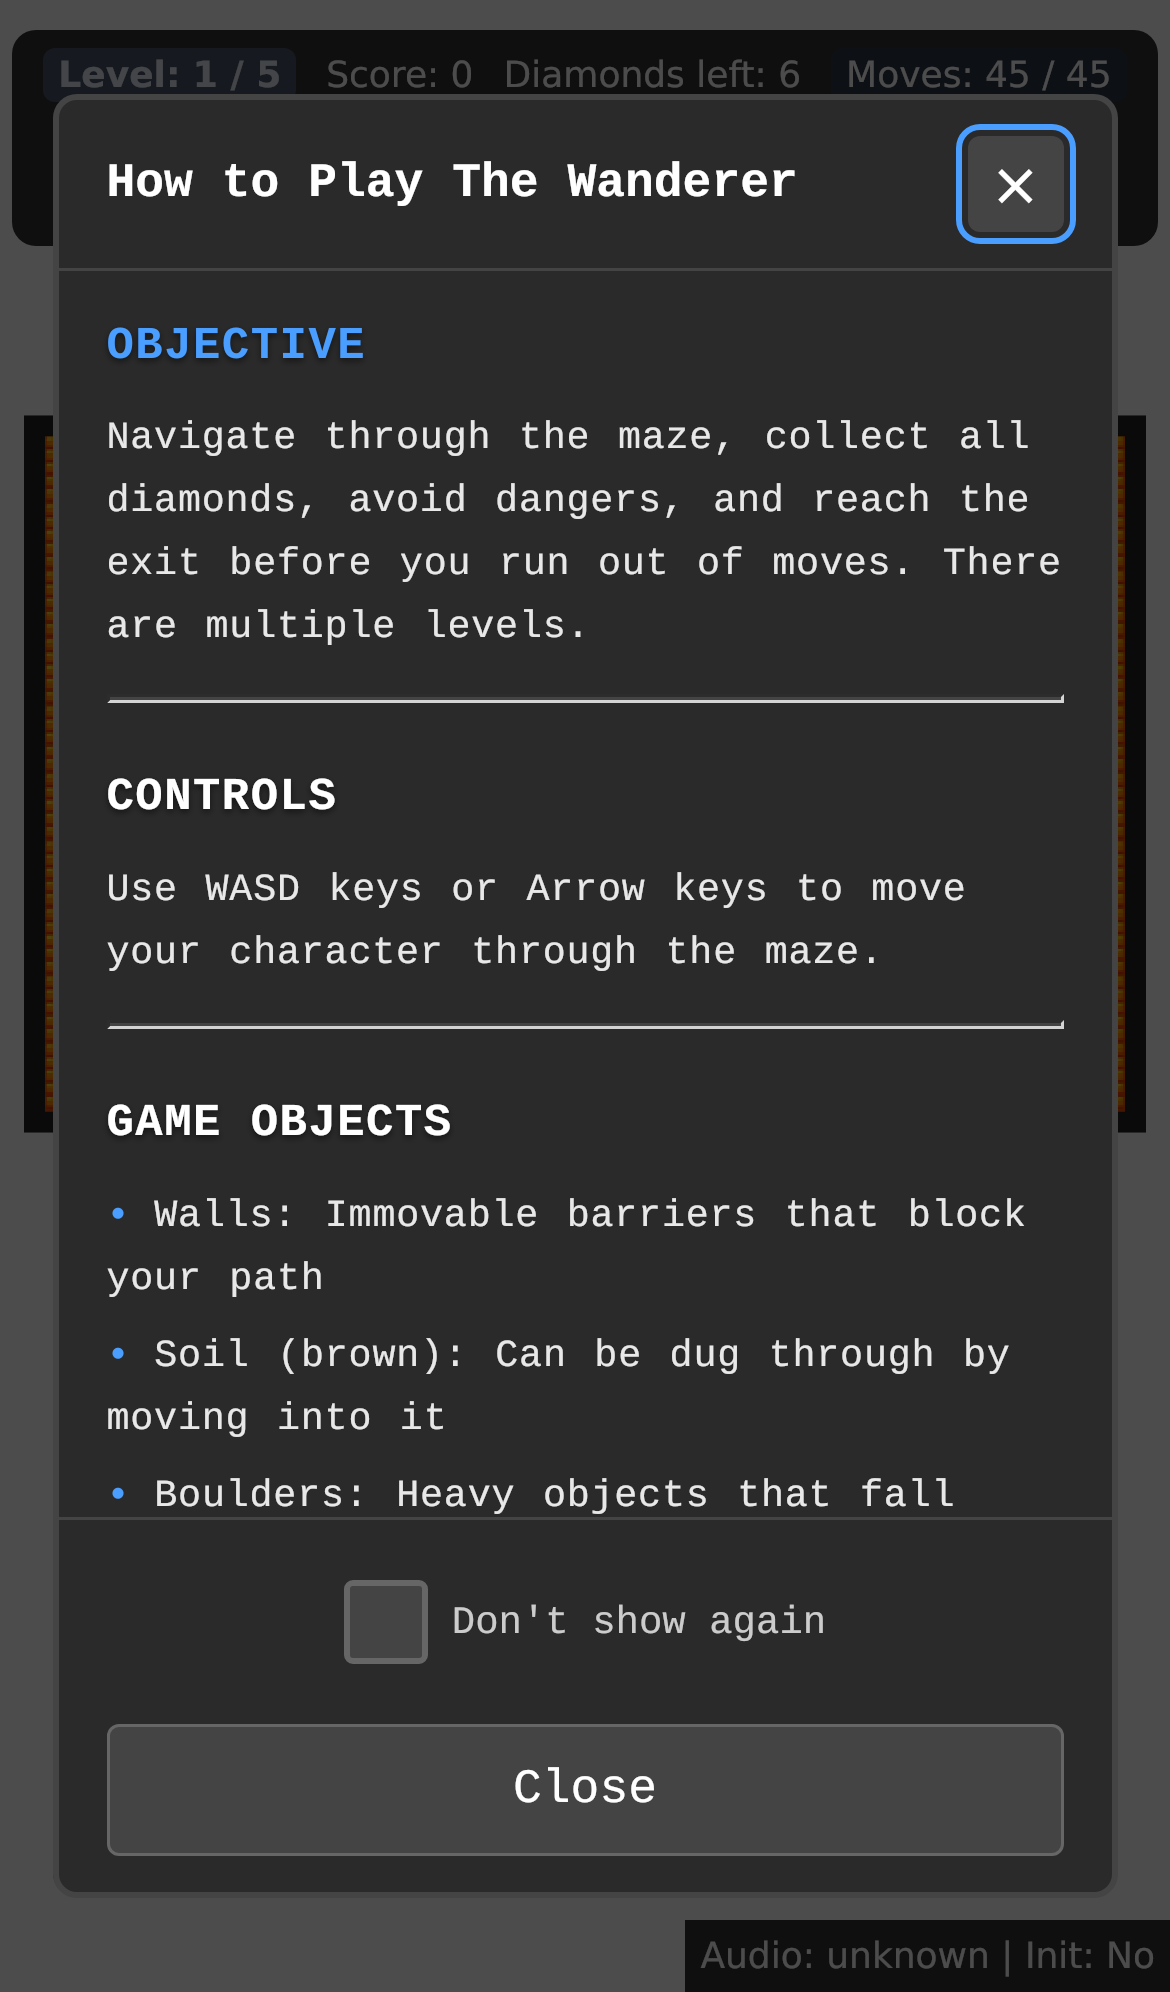 Level: 1 / 5 Score: 0 Diamonds left: 6 Moves: 45 / 45
How to Play The Wanderer
OBJECTIVE
Navigate through the maze, collect all
diamonds, avoid dangers, and reach the
exit before you run out of moves. There
are multiple levels.
CONTROLS
Use WASD keys or Arrow keys to move
your character through the maze.
GAME OBJECTS
• Walls: Immovable barriers that block
your path
• Soil (brown): Can be dug through by
moving into it
• Boulders: Heavy objects that fall
Don't show again
Close
Audio: unknown | Init: No